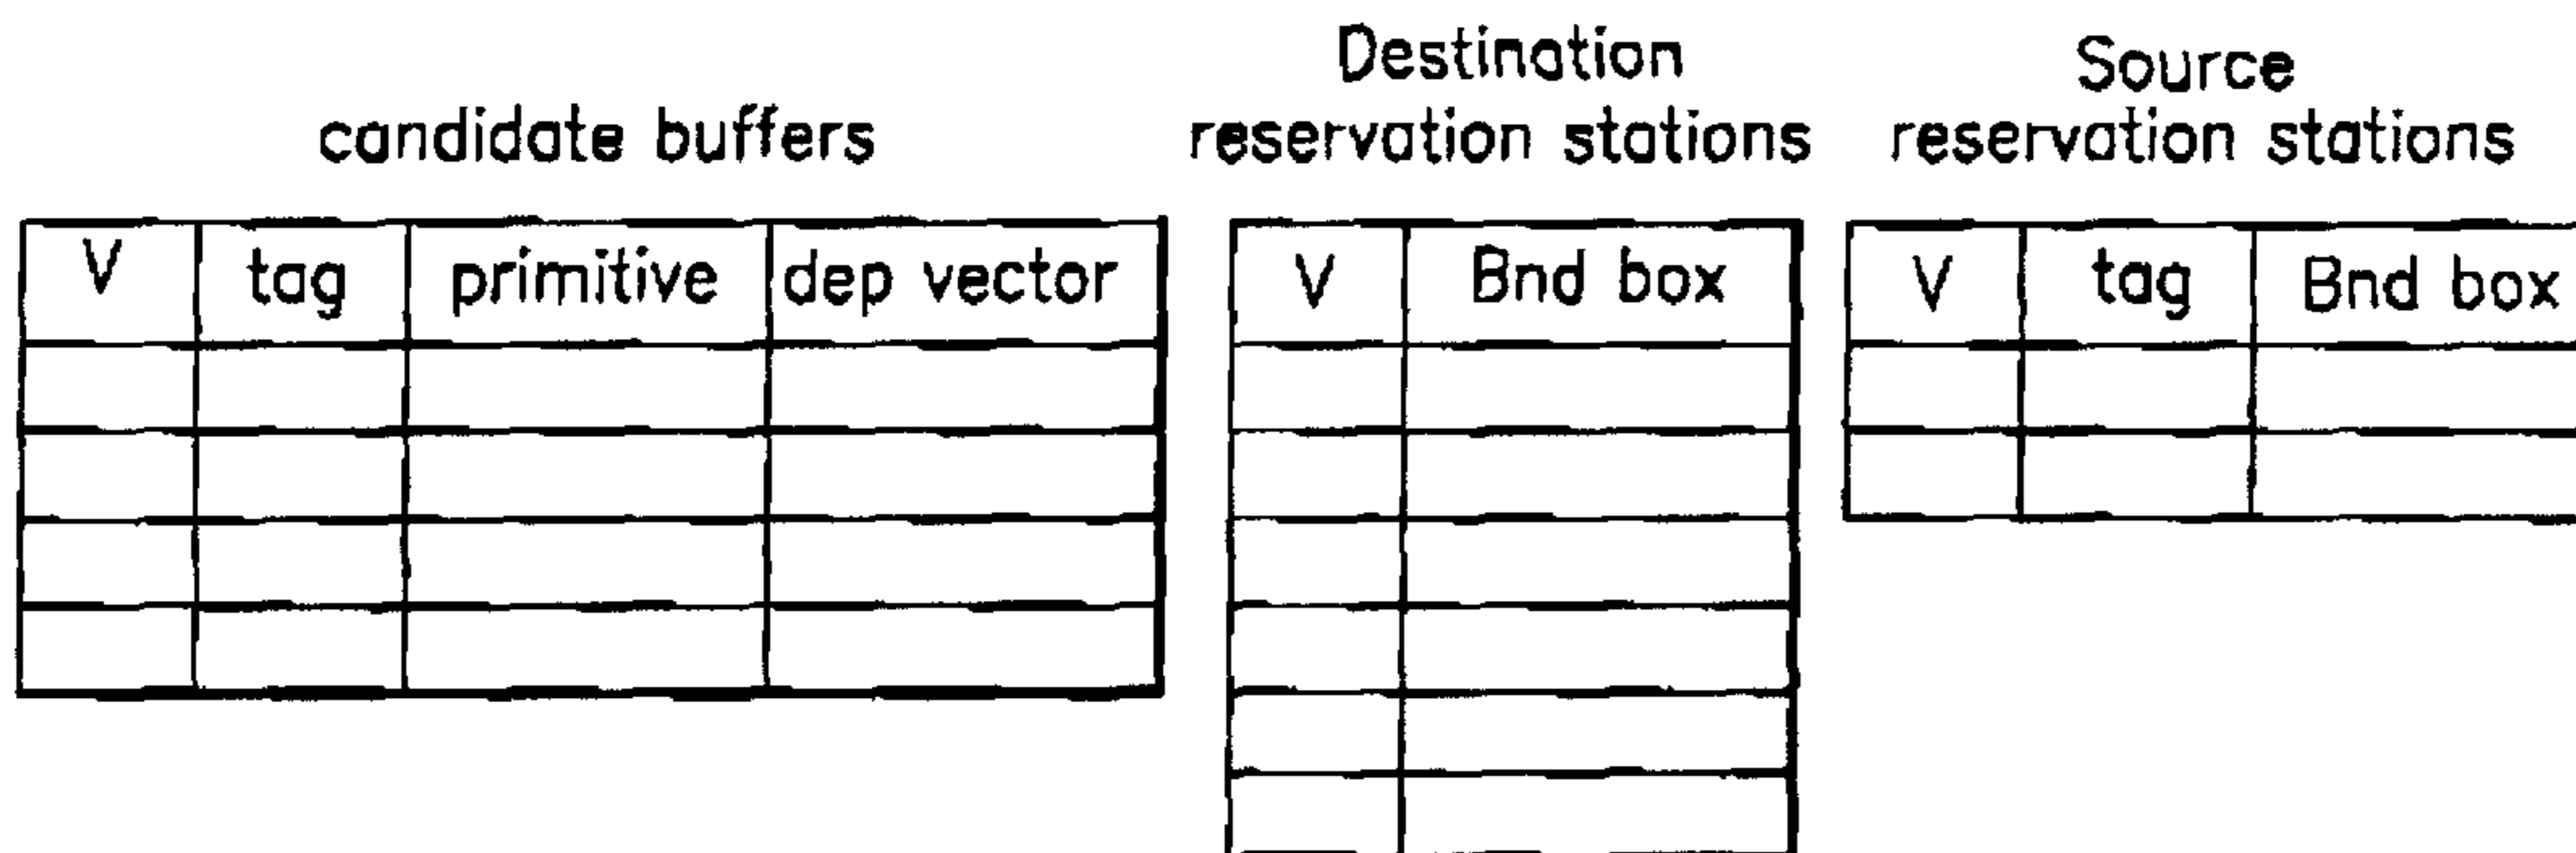 candidate buffers
V tag primitive dep vector
Destination
reservation stations
V Bnd box
Source
reservation stations
V tag Bnd box